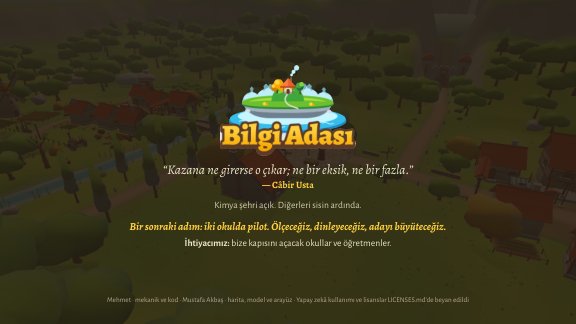 Bilgi Adası
“Kazana ne girerse o çıkar; ne bir eksik, ne bir fazla.”
— Câbir Usta
Kimya şehri açık. Diğerleri sisin ardında.
Bir sonraki adım: iki okulda pilot. Ölçeceğiz, dinleyeceğiz, adayı büyüteceğiz.
İhtiyacımız: bize kapısını açacak okullar ve öğretmenler.
Mehmet · mekanik ve kod · Mustafa Akbaş · harita, model ve arayüz · Yapay zekâ kullanımı ve lisanslar LICENSES.md'de beyan edildi